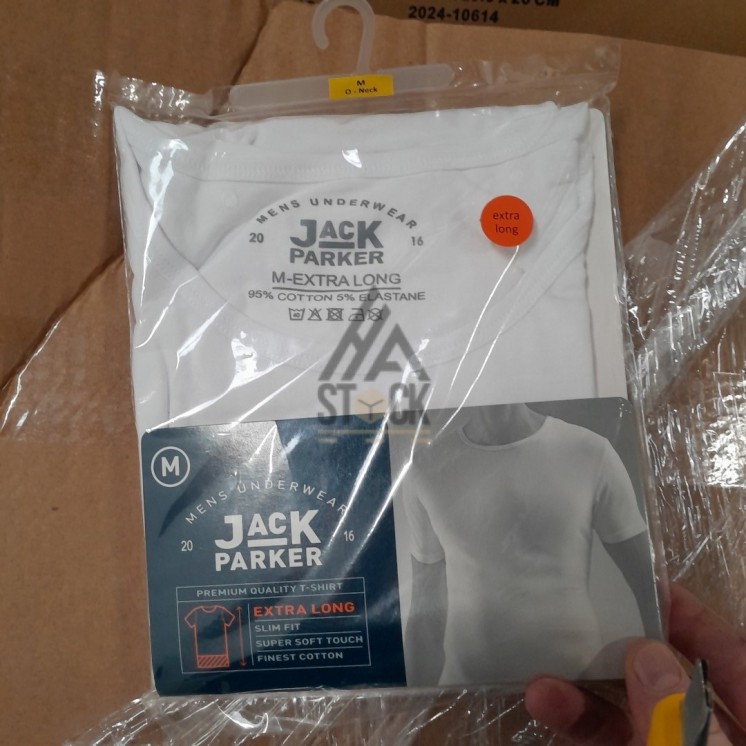 2024-10614
M
O - Neck
MENS UNDERWEAR
20 JACK 16
PARKER
M-EXTRA LONG
95% COTTON 5% ELASTANE
extra
long
HA
STOCK
M
MENS UNDERWEAR
20 JACK 16
PARKER
PREMIUM QUALITY T-SHIRT
EXTRA LONG
SLIM FIT
SUPER SOFT TOUCH
FINEST COTTON